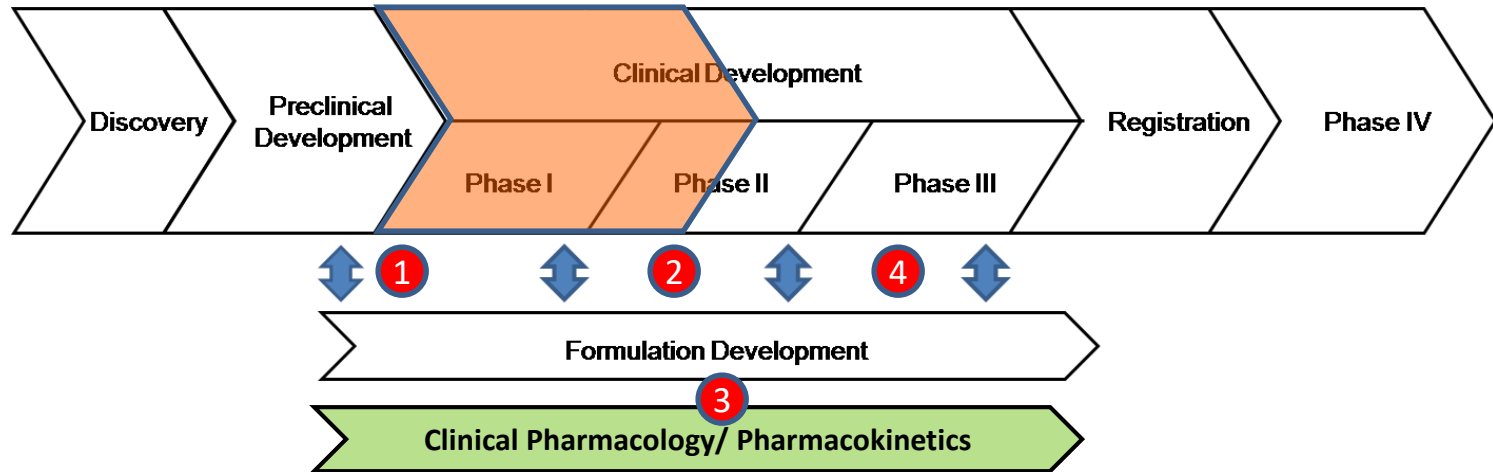 Clinical Development
Discovery
Preclinical
Development
Registration
Phase IV
Phase I
Phase II
Phase III
1
2
4
Formulation Development
3
Clinical Pharmacology/ Pharmacokinetics